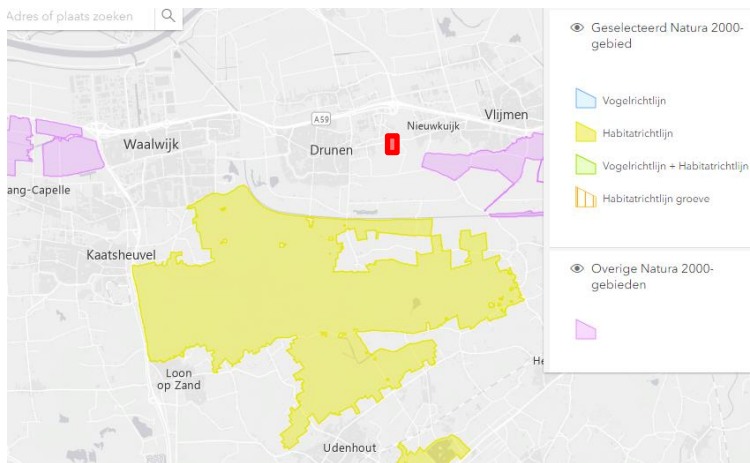 Adres of plaats zoeken
Geselecteerd Natura 2000-
gebied
Vogelrichtlijn
Habitatrichtlijn
Vogelrichtlijn + Habitatrichtlijn
Habitatrichtlijn groeve
Overige Natura 2000-
gebieden
A59
Vlijmen
Nieuwkuijk
Waalwijk
Drunen
ang-Capelle
Kaatsheuvel
Loon
op Zand
He
Udenhout